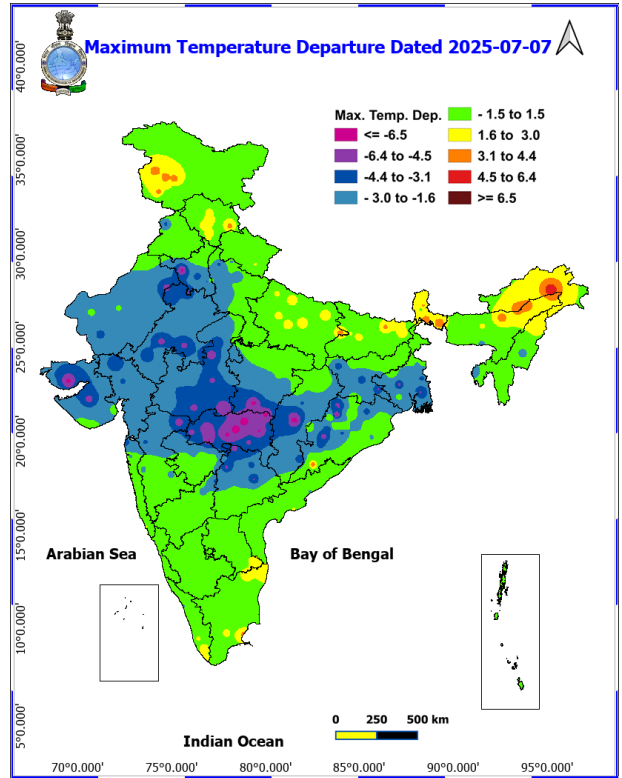 Maximum Temperature Departure Dated 2025-07-07
40°0.000'
Max. Temp. Dep.
- 1.5 to 1.5
<= -6.5
1.6 to 3.0
-6.4 to -4.5
3.1 to 4.4
-4.4 to -3.1
4.5 to 6.4
- 3.0 to -1.6
>= 6.5
35°0.000'
30°0.000'
25°0.000'
20°0.000'
15°0.000'
Arabian Sea
Bay of Bengal
10°0.000'
5°0.000'
0 250 500 km
Indian Ocean
70°0.000' 75°0.000' 80°0.000' 85°0.000' 90°0.000' 95°0.000'